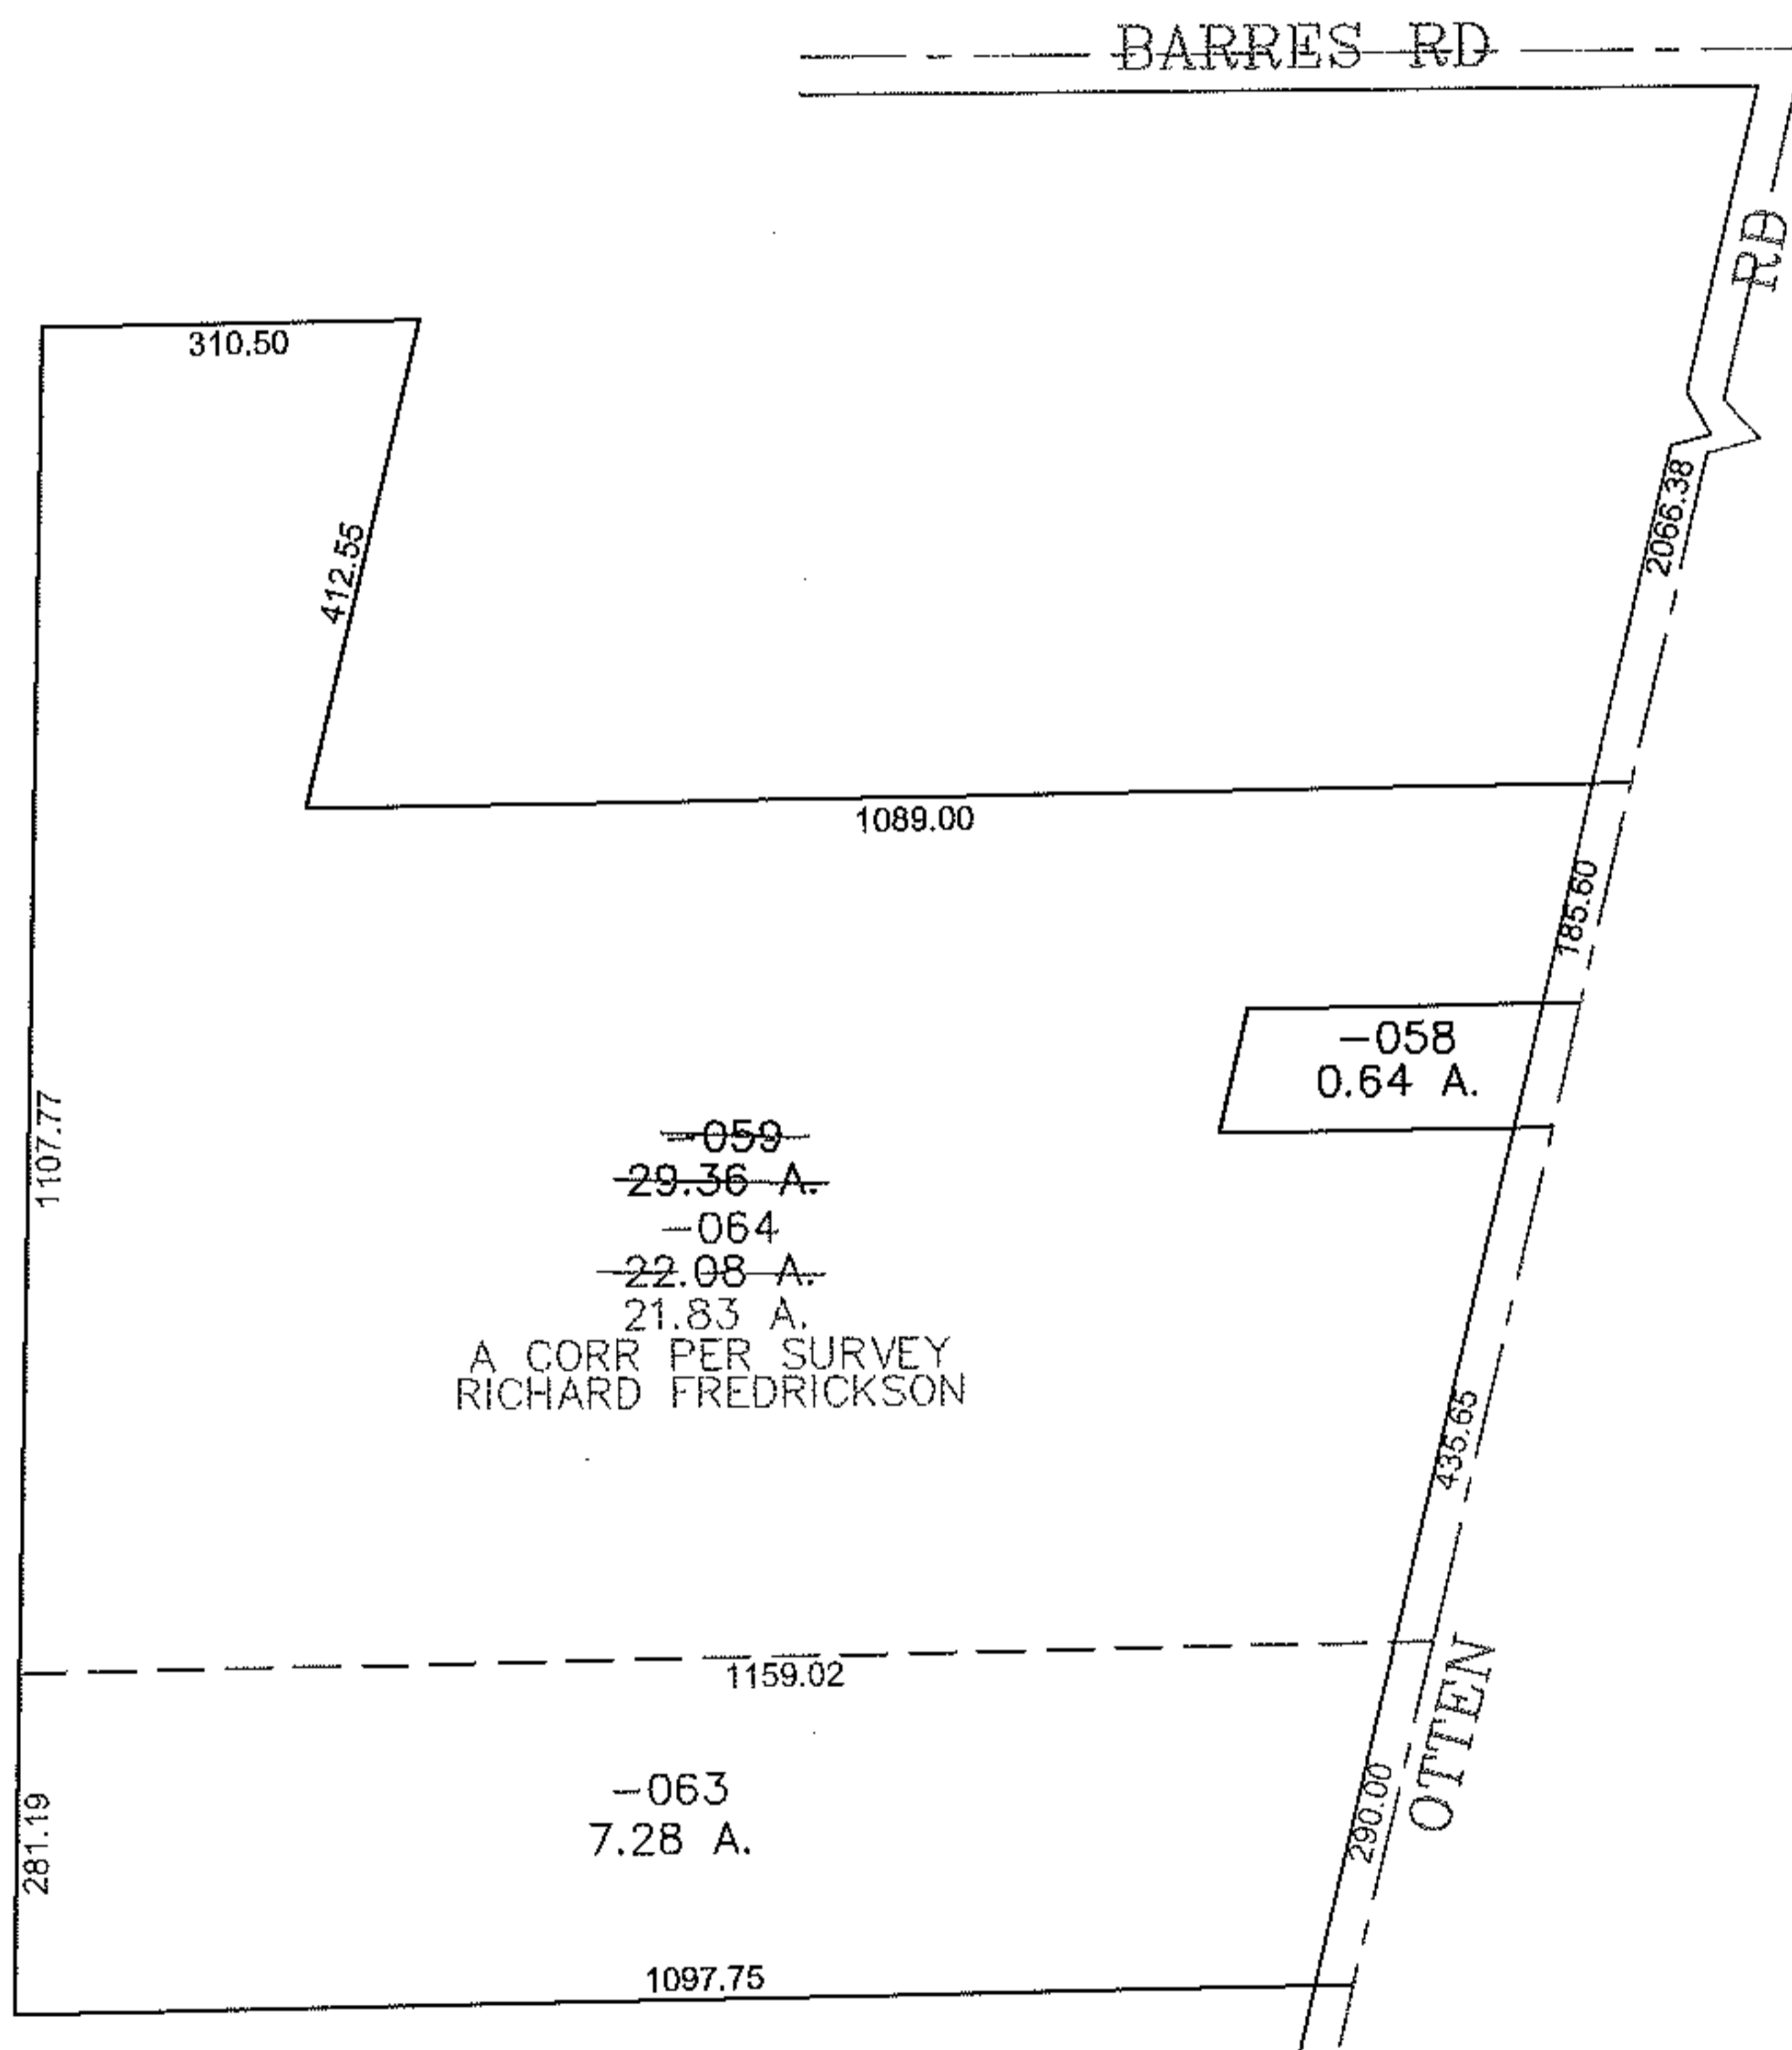 BARRES RD
RD
310.50
412.55
2066.38
1089.00
185.60
-058
0.64 A.
1107.77
-059
29.36 A.
-064
22.08 A.
21.83 A.
A CORR PER SURVEY
RICHARD FREDRICKSON
435.65
1159.02
OTTEN
-063
7.28 A.
290.00
281.19
1097.75